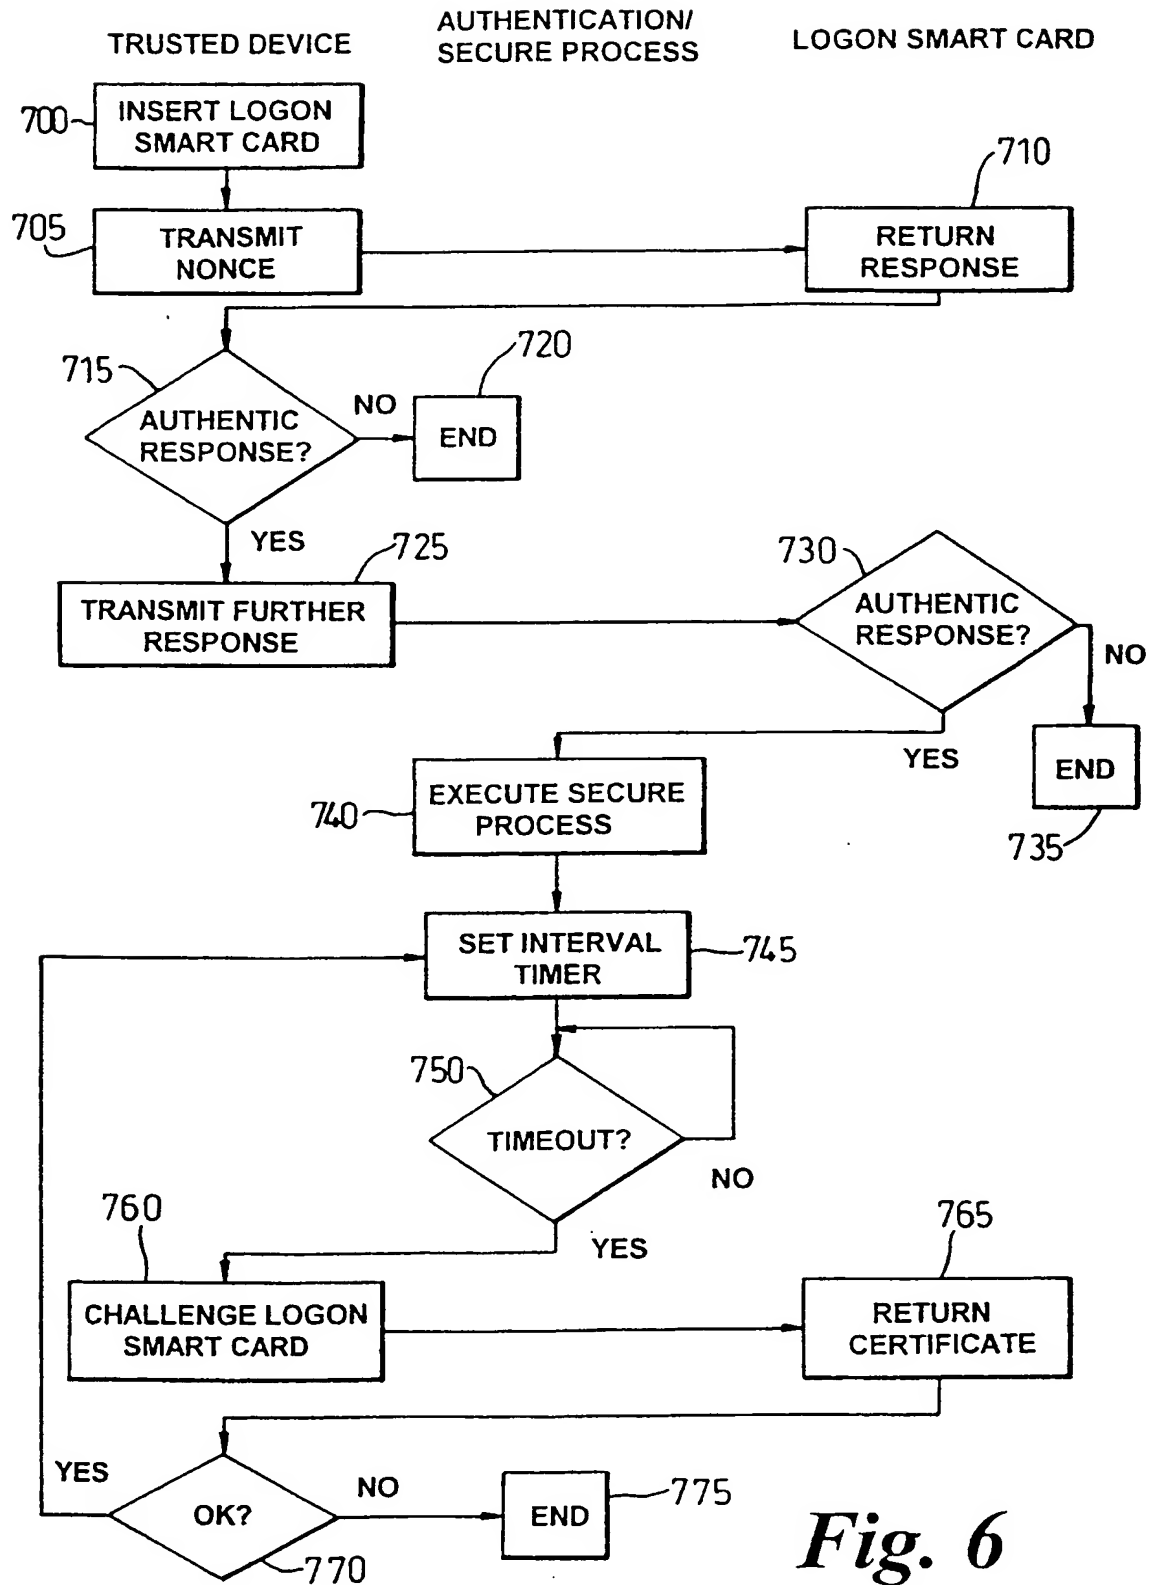 TRUSTED DEVICE
AUTHENTICATION/
SECURE PROCESS
LOGON SMART CARD
700
INSERT LOGON
SMART CARD
705
TRANSMIT
NONCE
710
RETURN
RESPONSE
715
AUTHENTIC
RESPONSE?
NO
720
END
YES
725
TRANSMIT FURTHER
RESPONSE
730
AUTHENTIC
RESPONSE?
NO
YES
END
735
740
EXECUTE SECURE
PROCESS
SET INTERVAL
TIMER
745
750
TIMEOUT?
NO
YES
760
CHALLENGE LOGON
SMART CARD
765
RETURN
CERTIFICATE
YES
OK?
NO
770
END
775
Fig. 6